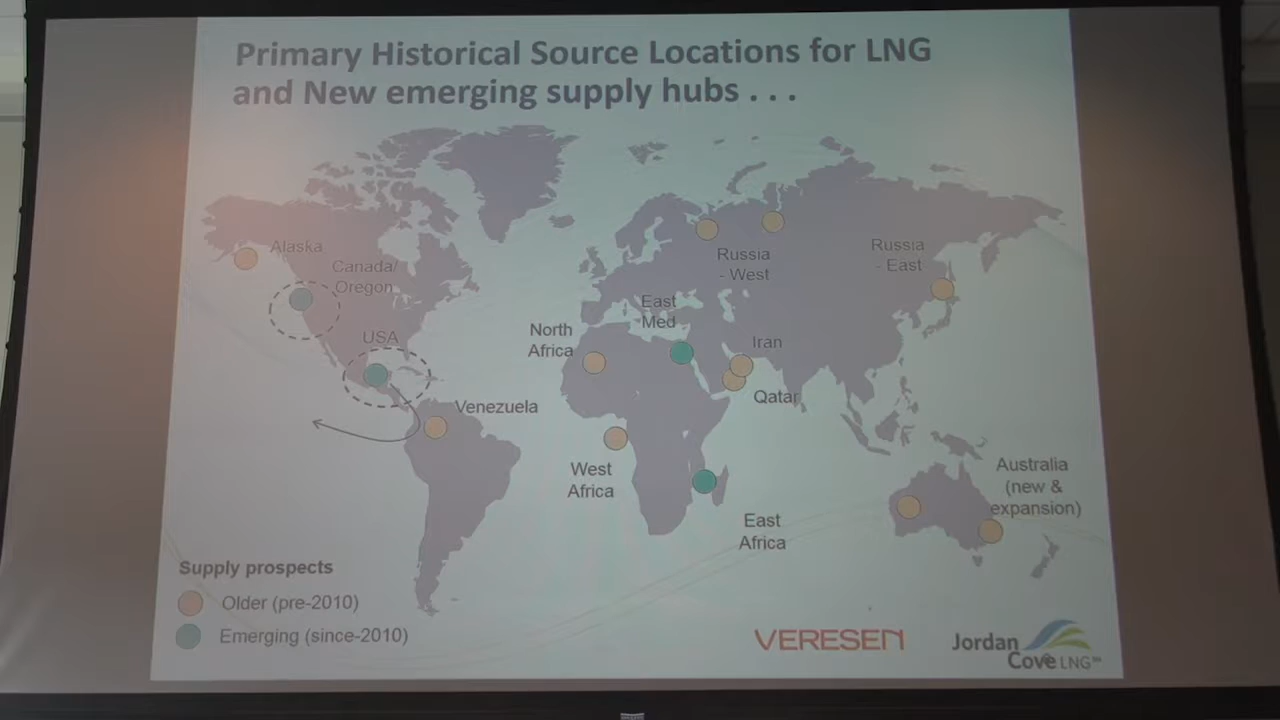 Primary Historical Source Locations for LNG
and New emerging supply hubs . . .
Alaska
Canada/
Oregon
USA
Venezuela
North
Africa
West
Africa
East
Med
Russia
- West
Russia
- East
Iran
Qatar
East
Africa
Australia
(new &
expansion)
Supply prospects
Older (pre-2010)
Emerging (since-2010)
VERESEN
Jordan
Cove LNG